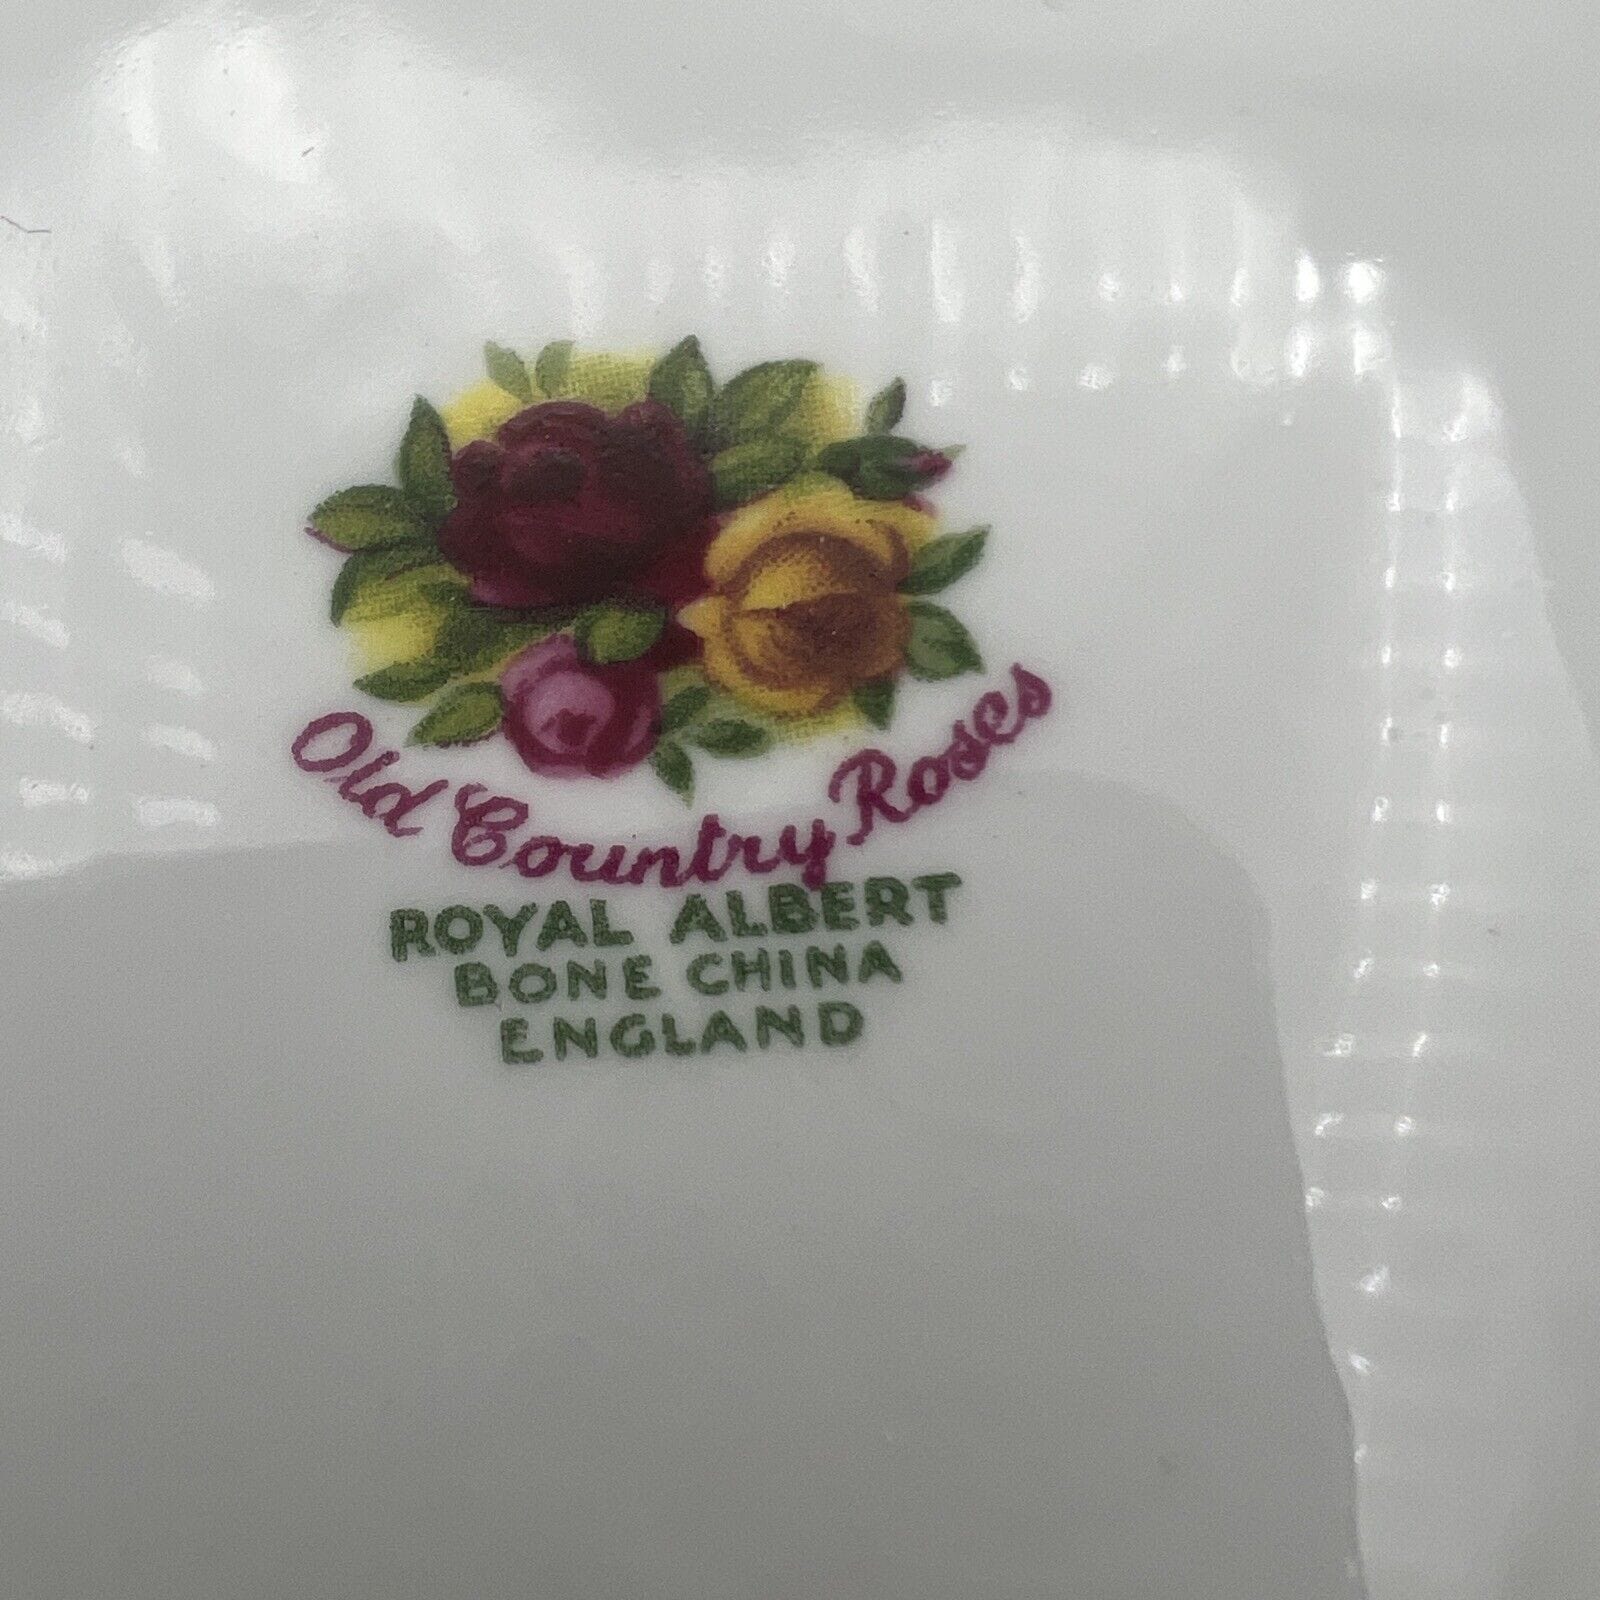 Old Country Roses
ROYAL ALBERT
BONE CHINA
ENGLAND